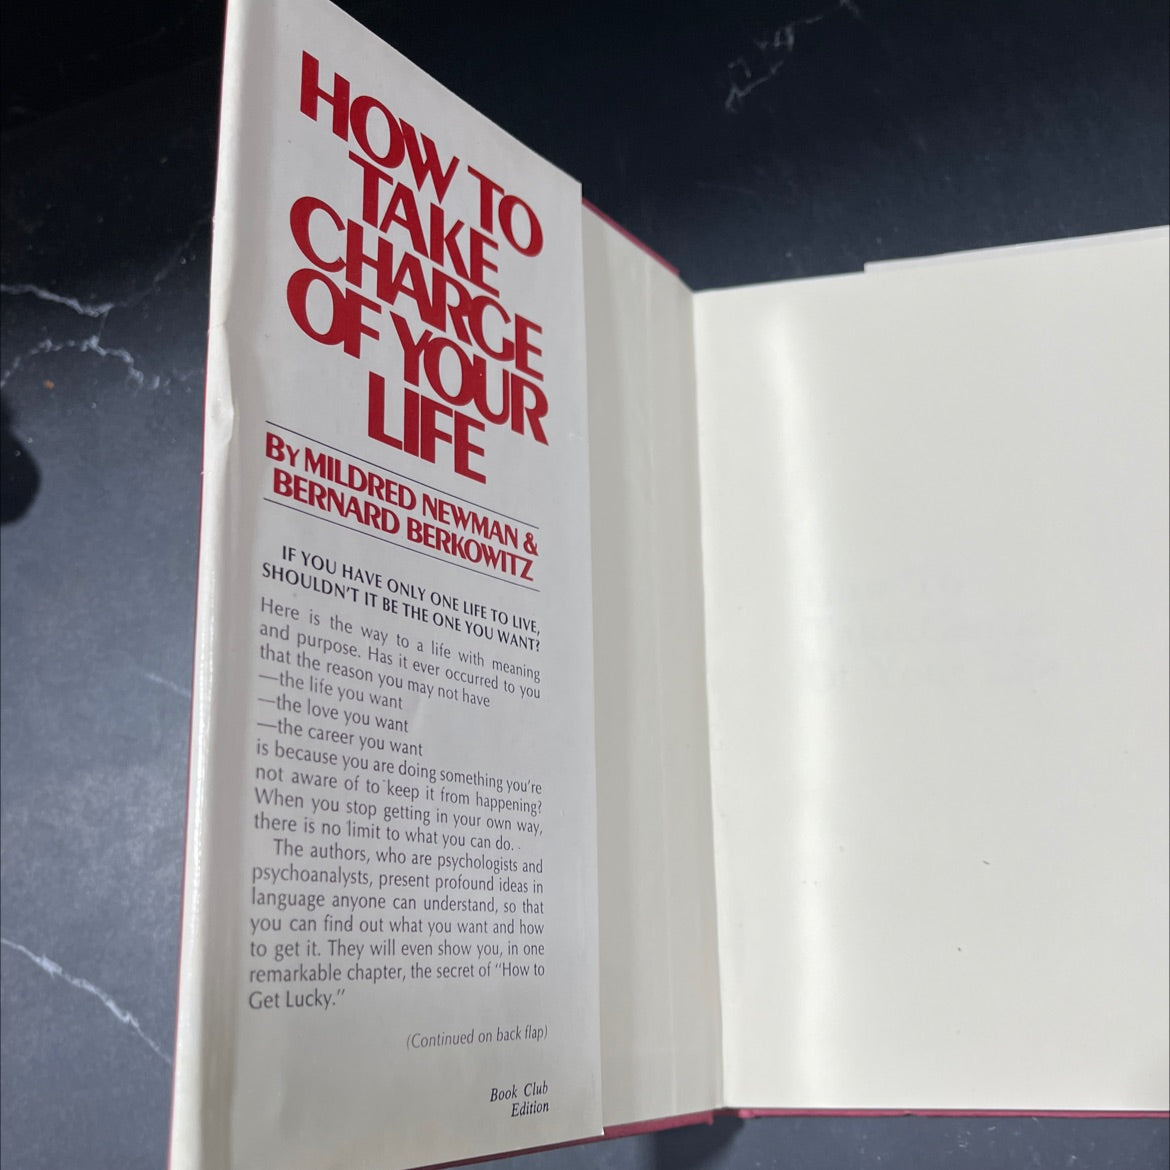 HOW TO
TAKE
CHARGE
OF YOUR
LIFE
By MILDRED NEWMAN &
BERNARD BERKOWITZ
IF YOU HAVE ONLY ONE LIFE TO LIVE,
SHOULDN'T IT BE THE ONE YOU WANT?
Here is the way to a life with meaning
and purpose. Has it ever occurred to you
that the reason you may not have
—the life you want
—the love you want
—the career you want
is because you are doing something you're
not aware of to keep it from happening?
When you stop getting in your own way,
there is no limit to what you can do.
The authors, who are psychologists and
psychoanalysts, present profound ideas in
language anyone can understand, so that
you can find out what you want and how
to get it. They will even show you, in one
remarkable chapter, the secret of "How to
Get Lucky."
(Continued on back flap)
Book Club
Edition